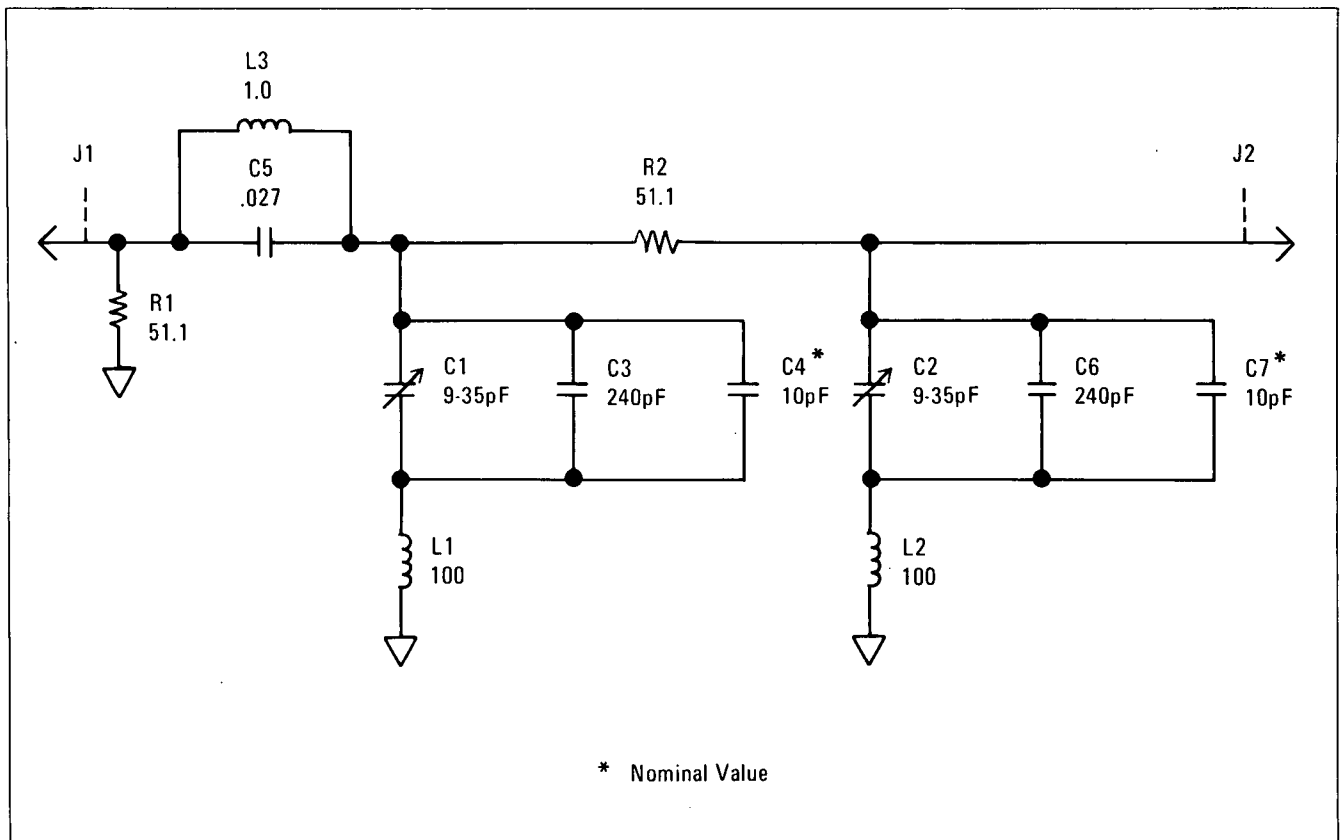 L3
1.0
J1
C5
.027
R2
51.1
J2
R1
51.1
C1
9-35pF
C3
240pF
C4*
10pF
C2
9-35pF
C6
240pF
C7*
10pF
L1
100
L2
100
* Nominal Value